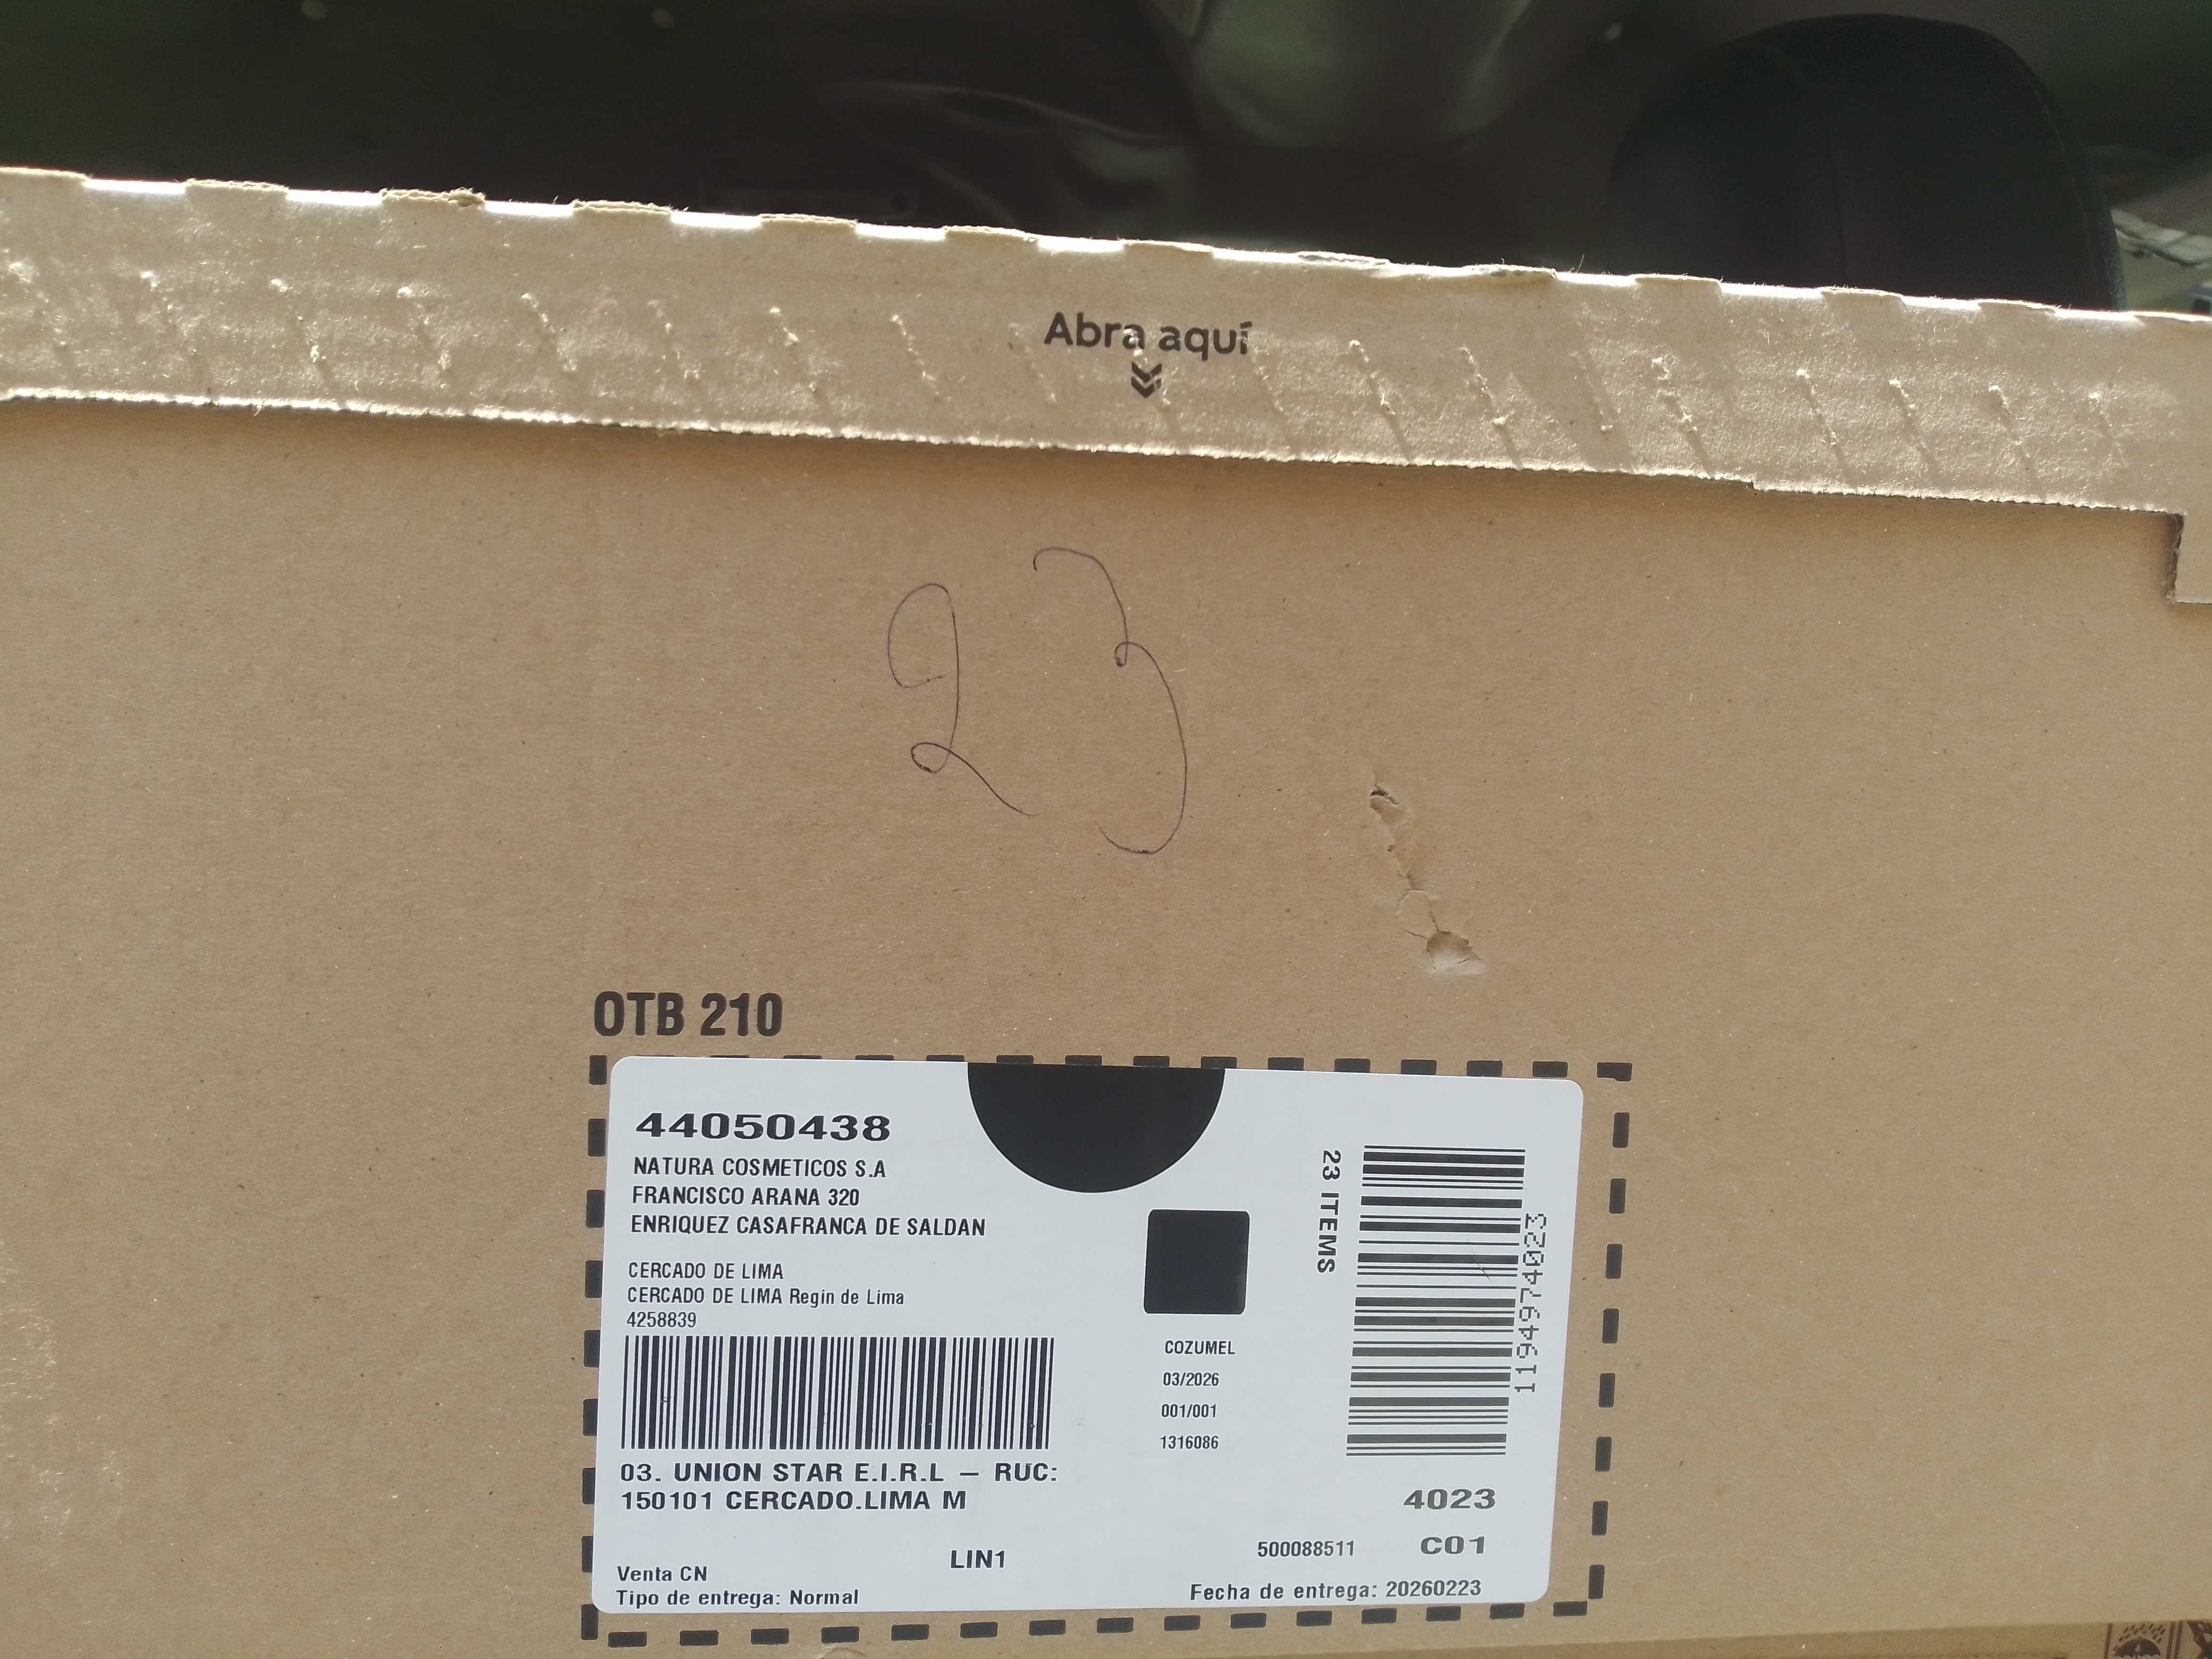 Abra aquí
23
OTB 210
44050438
NATURA COSMETICOS S.A
FRANCISCO ARANA 320
ENRIQUEZ CASAFRANCA DE SALDAN
CERCADO DE LIMA
CERCADO DE LIMA Regin de Lima
4258839
03. UNION STAR E.I.R.L – RUC:
150101 CERCADO.LIMA M
LIN1
Venta CN
Tipo de entrega: Normal
COZUMEL
03/2026
001/001
1316086
23 ITEMS
1194974023
4023
500088511 C01
Fecha de entrega: 20260223